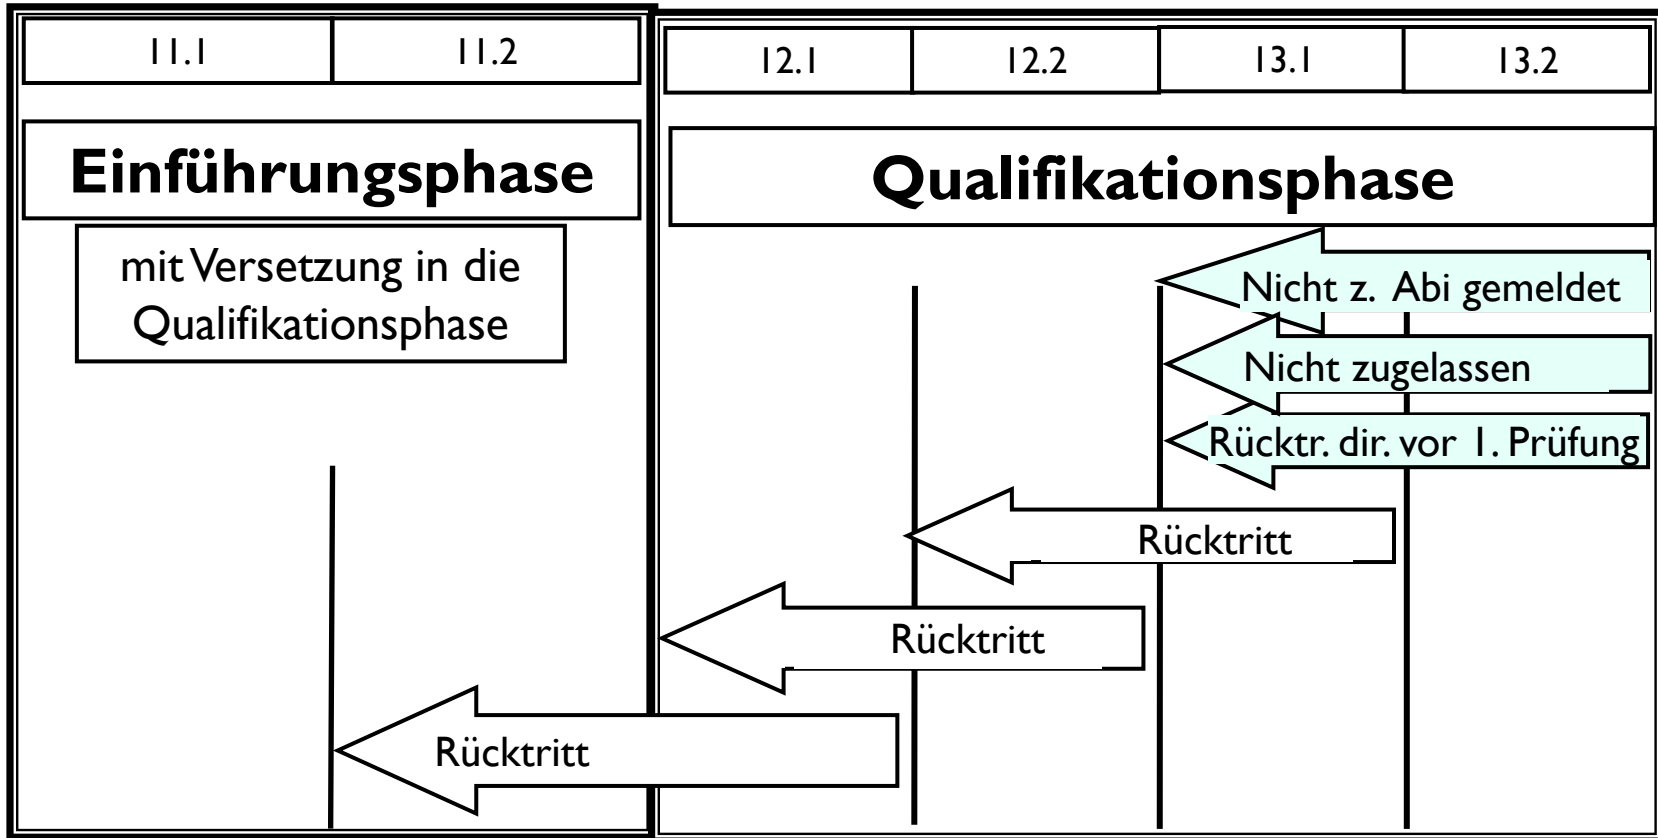 11.1
11.2
12.1
12.2
13.1
13.2
Einführungsphase
Qualifikationsphase
mit Versetzung in die
Qualifikationsphase
Nicht z. Abi gemeldet
Nicht zugelassen
Rücktr. dir. vor 1. Prüfung
Rücktritt
Rücktritt
Rücktritt